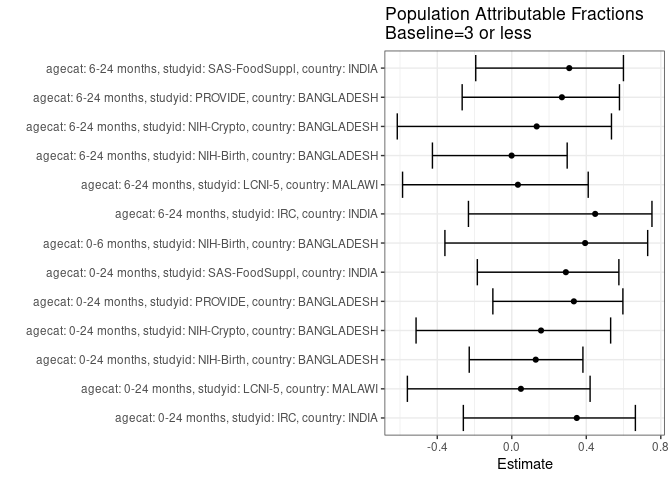 Population Attributable Fractions
Baseline=3 or less
agecat: 6-24 months, studyid: SAS-FoodSuppl, country: INDIA
agecat: 6-24 months, studyid: PROVIDE, country: BANGLADESH
agecat: 6-24 months, studyid: NIH-Crypto, country: BANGLADESH
agecat: 6-24 months, studyid: NIH-Birth, country: BANGLADESH
agecat: 6-24 months, studyid: LCNI-5, country: MALAWI
agecat: 6-24 months, studyid: IRC, country: INDIA
agecat: 0-6 months, studyid: NIH-Birth, country: BANGLADESH
agecat: 0-24 months, studyid: SAS-FoodSuppl, country: INDIA
agecat: 0-24 months, studyid: PROVIDE, country: BANGLADESH
agecat: 0-24 months, studyid: NIH-Crypto, country: BANGLADESH
agecat: 0-24 months, studyid: NIH-Birth, country: BANGLADESH
agecat: 0-24 months, studyid: LCNI-5, country: MALAWI
agecat: 0-24 months, studyid: IRC, country: INDIA
-0.4 0.0 0.4 0.8
Estimate